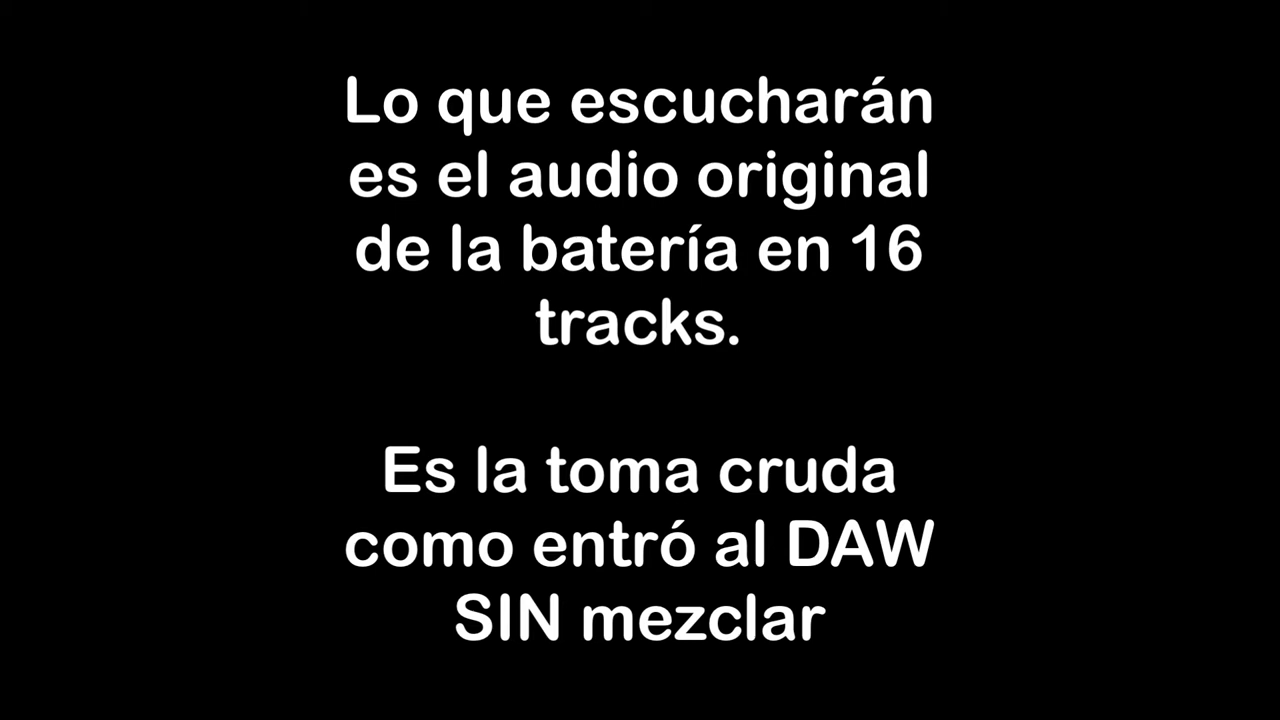 Lo que escucharán
es el audio original
de la batería en 16
tracks.
Es la toma cruda
como entró al DAW
SIN mezclar